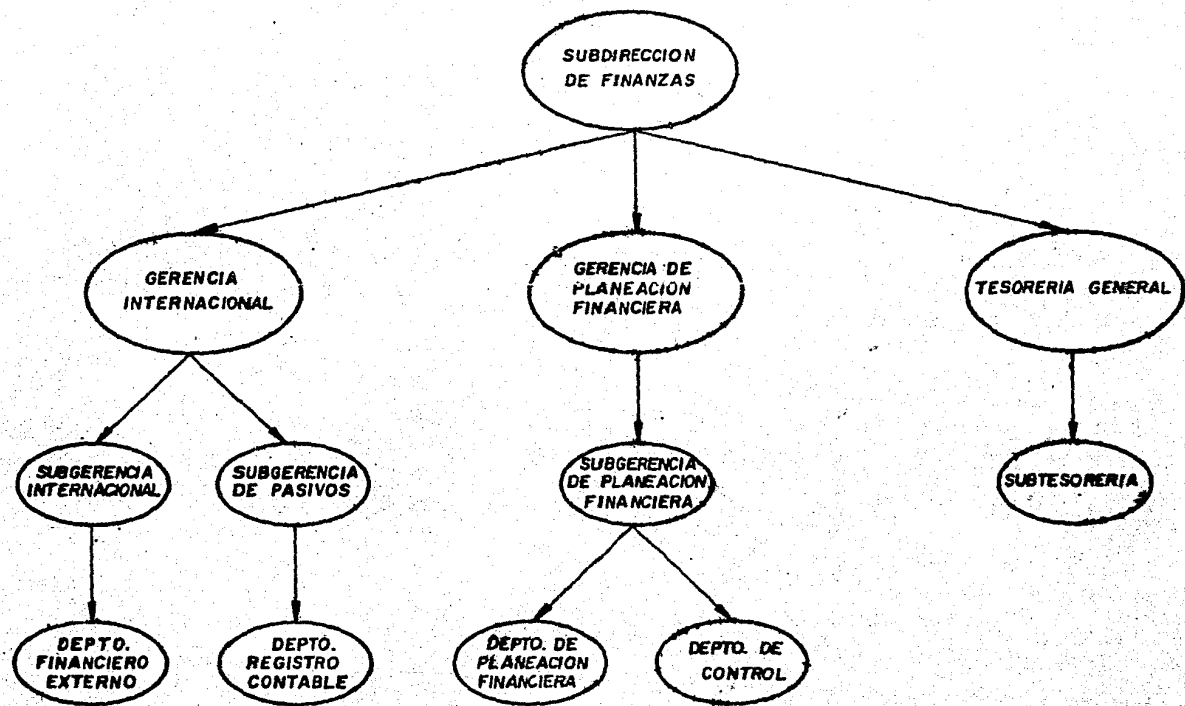 SUBDIRECCION
DE FINANZAS
GERENCIA
INTERNACIONAL
GERENCIA DE
PLANEACION
FINANCIERA
TESORERIA GENERAL
SUBGERENCIA
INTERNACIONAL
SUBGERENCIA
DE PASIVOS
SUBGERENCIA
DE PLANEACION
FINANCIERA
SUBTESORERIA
DEPTO.
FINANCIERO
EXTERNO
DEPTO.
REGISTRO
CONTABLE
DEPTO. DE
PLANEACION
FINANCIERA
DEPTO. DE
CONTROL